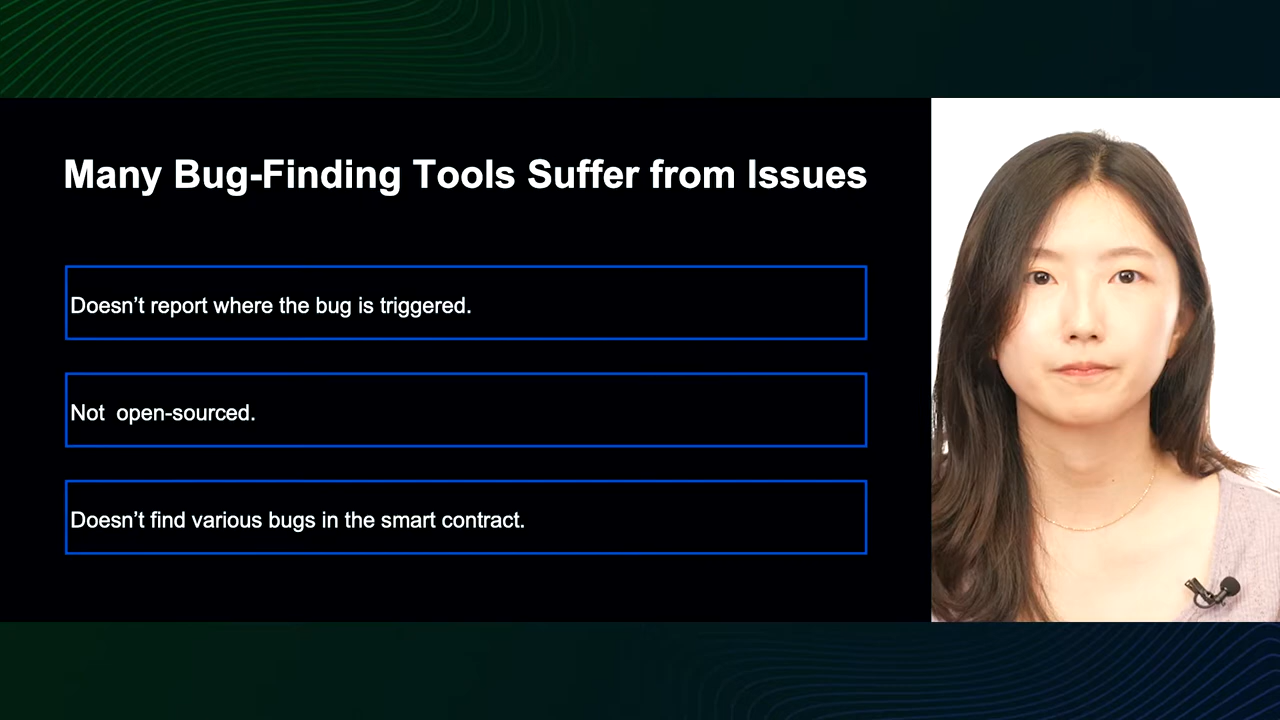 Many Bug-Finding Tools Suffer from Issues
Doesn’t report where the bug is triggered.
Not  open-sourced.
Doesn’t find various bugs in the smart contract.